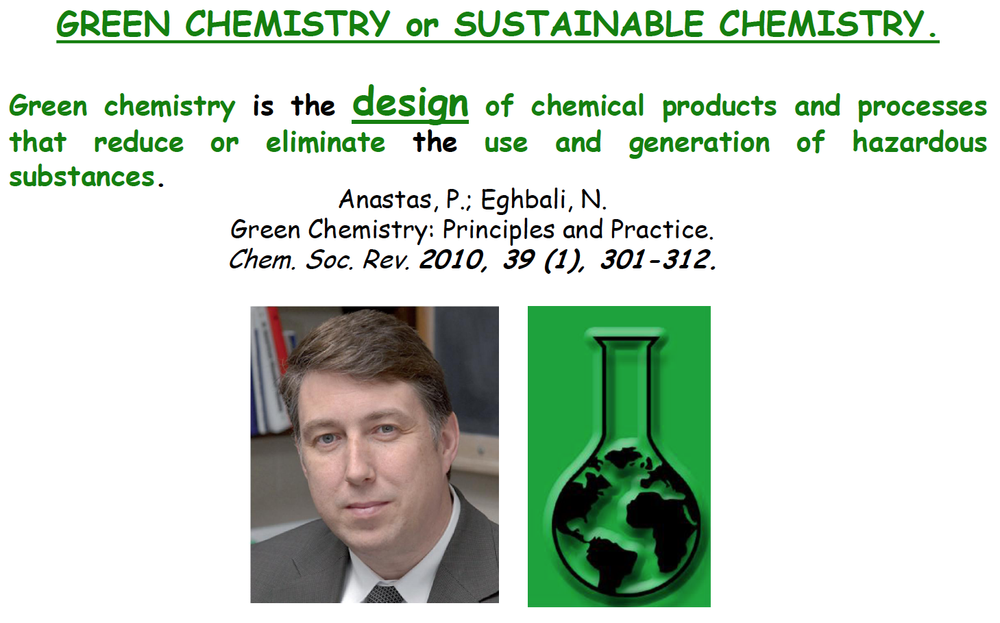 GREEN CHEMISTRY or SUSTAINABLE CHEMISTRY.
Green chemistry is the design of chemical products and processes
that reduce or eliminate the use and generation of hazardous
substances.
Anastas, P.; Eghbali, N.
Green Chemistry: Principles and Practice.
Chem. Soc. Rev. 2010, 39 (1), 301-312.